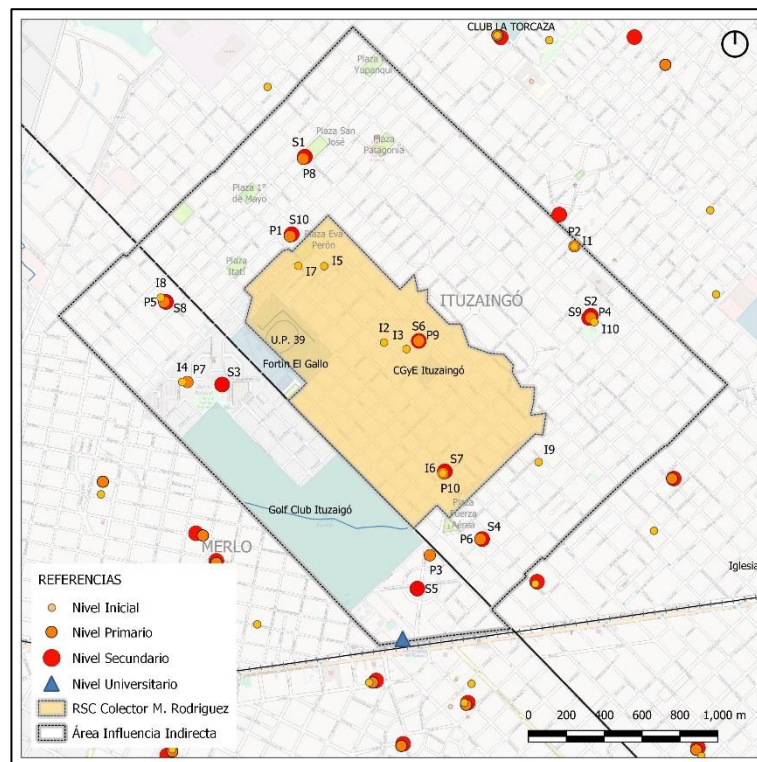 CLUB LA TORCAZA
Plaza Y.
Yupanqui
Plaza San
José
Plaza
Patagonia
S1
P8
Plaza 1°
de Mayo
S10
P1
Plaza Eva
Perón
P2
I1
Plaza
Itatí
I7
I5
I8
P5
S8
ITUZAINGÓ
S2
S9
P4
I10
U.P. 39
I2
I3
S6
P9
Fortin El Gallo
CGyE Ituzaingó
I4
P7
S3
I9
S7
I6
P10
Golf Club Ituzaigó
Plaza
Fuerza
Aérea
S4
P6
MERLO
P3
S5
Iglesia
REFERENCIAS
Nivel Inicial
Nivel Primario
Nivel Secundario
Nivel Universitario
RSC Colector M. Rodriguez
Área Influencia Indirecta
0 200 400 600 800 1,000 m